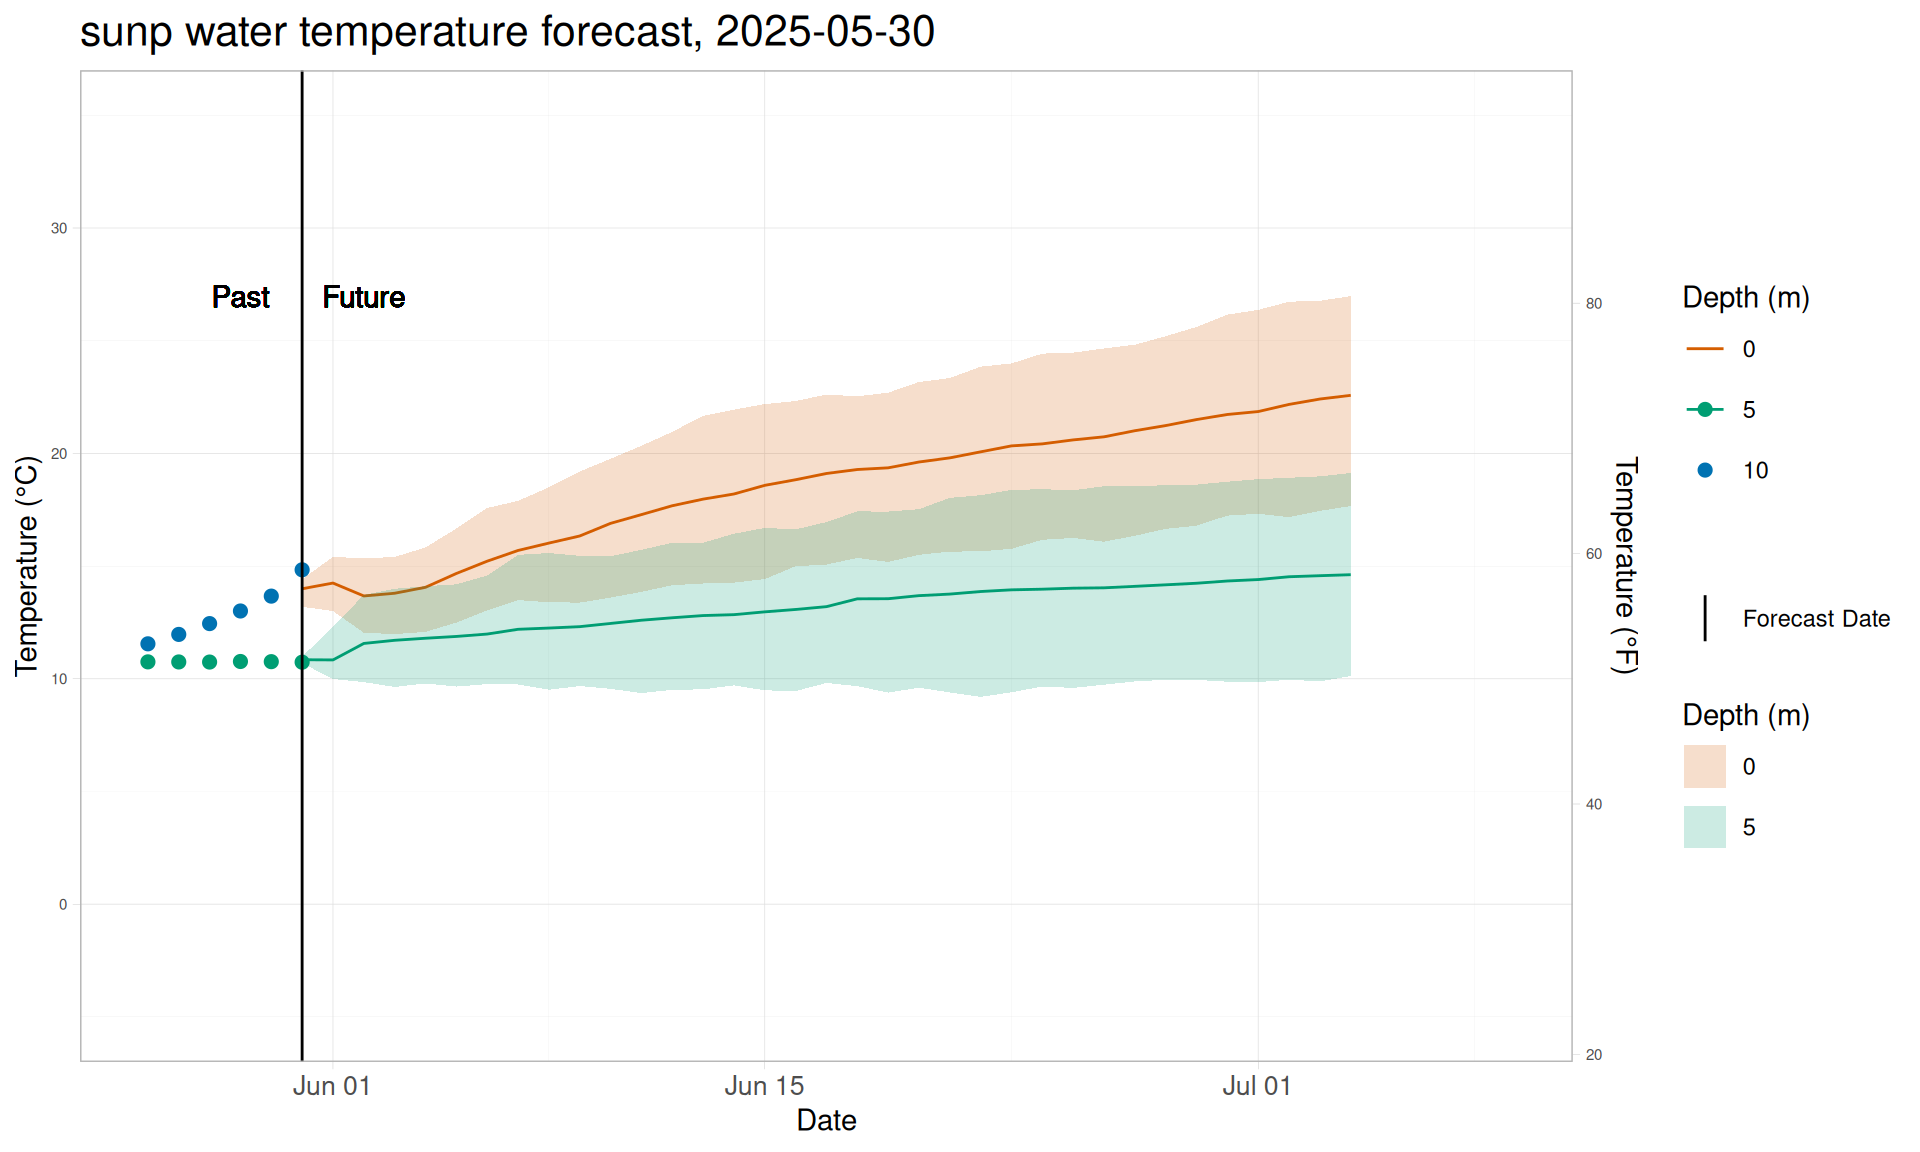 sunp water temperature forecast, 2025-05-30
Past
Future
30
20
10
0
Temperature (°C)
80
60
40
20
Temperature (°F)
Jun 01
Jun 15
Jul 01
Date
Depth (m)
0
5
10
Forecast Date
Depth (m)
0
5